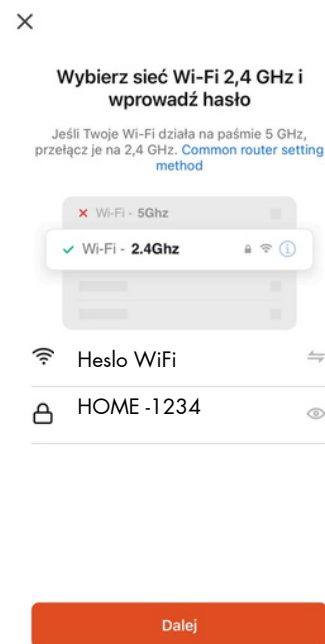 Wybierz sieć Wi-Fi 2,4 GHz i
wprowadź hasło
Jeśli Twoje Wi-Fi działa na paśmie 5 GHz,
przełącz je na 2,4 GHz. Common router setting
method
Wi-Fi - 5Ghz
Wi-Fi - 2.4Ghz
Heslo WiFi
HOME -1234
Dalej